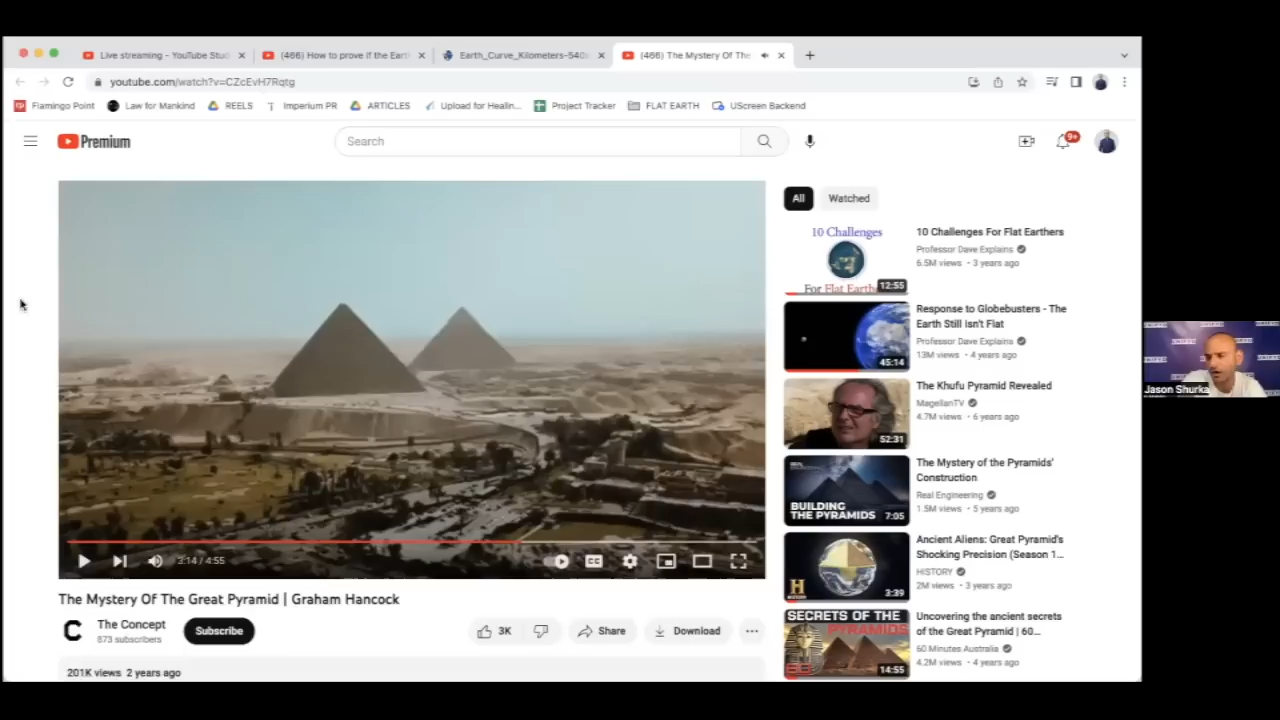 Live streaming - YouTube Stud
(466) How to prove if the Earth
Earth_Curve_Kilometers-540x
(466) The Mystery Of The
youtube.com/watch?v=CZcEvH7Rqtg
Flamingo Point
Law for Mankind
REELS
Imperium PR
ARTICLES
Upload for Healin...
Project Tracker
FLAT EARTH
UScreen Backend
Premium
Search
9+
All
Watched
10 Challenges
For Flat Earthe
12:55
10 Challenges For Flat Earthers
Professor Dave Explains
6.5M views • 3 years ago
45:14
Response to Globebusters - The
Earth Still Isn't Flat
Professor Dave Explains
13M views • 4 years ago
52:31
The Khufu Pyramid Revealed
MagellanTV
4.7M views • 6 years ago
Jason Shurka
BUILDING
THE PYRAMIDS
7:05
The Mystery of the Pyramids'
Construction
Real Engineering
1.5M views • 5 years ago
H
3:39
Ancient Aliens: Great Pyramid's
Shocking Precision (Season 1...
HISTORY
2M views • 3 years ago
3:14 / 4:55
CC
The Mystery Of The Great Pyramid | Graham Hancock
C
The Concept
873 subscribers
Subscribe
3K
Share
Download
SECRETS OF THE
PYRAMIDS
60
14:55
Uncovering the ancient secrets
of the Great Pyramid | 60...
60 Minutes Australia
4.2M views • 4 years ago
201K views 2 years ago